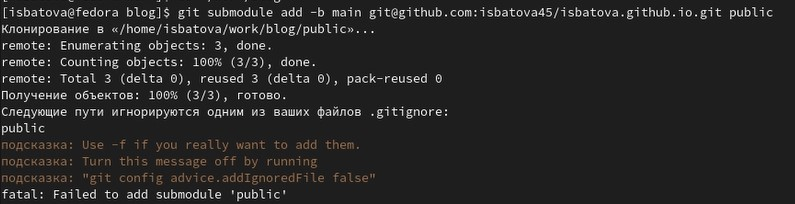 [isbatova@fedora blog]$ git submodule add -b main git@github.com:isbatova45/isbatova.github.io.git public
Клонирование в «/home/isbatova/work/blog/public»...
remote: Enumerating objects: 3, done.
remote: Counting objects: 100% (3/3), done.
remote: Total 3 (delta 0), reused 3 (delta 0), pack-reused 0
Получение объектов: 100% (3/3), готово.
Следующие пути игнорируются одним из ваших файлов .gitignore:
public
подсказка: Use -f if you really want to add them.
подсказка: Turn this message off by running
подсказка: "git config advice.addIgnoredFile false"
fatal: Failed to add submodule 'public'